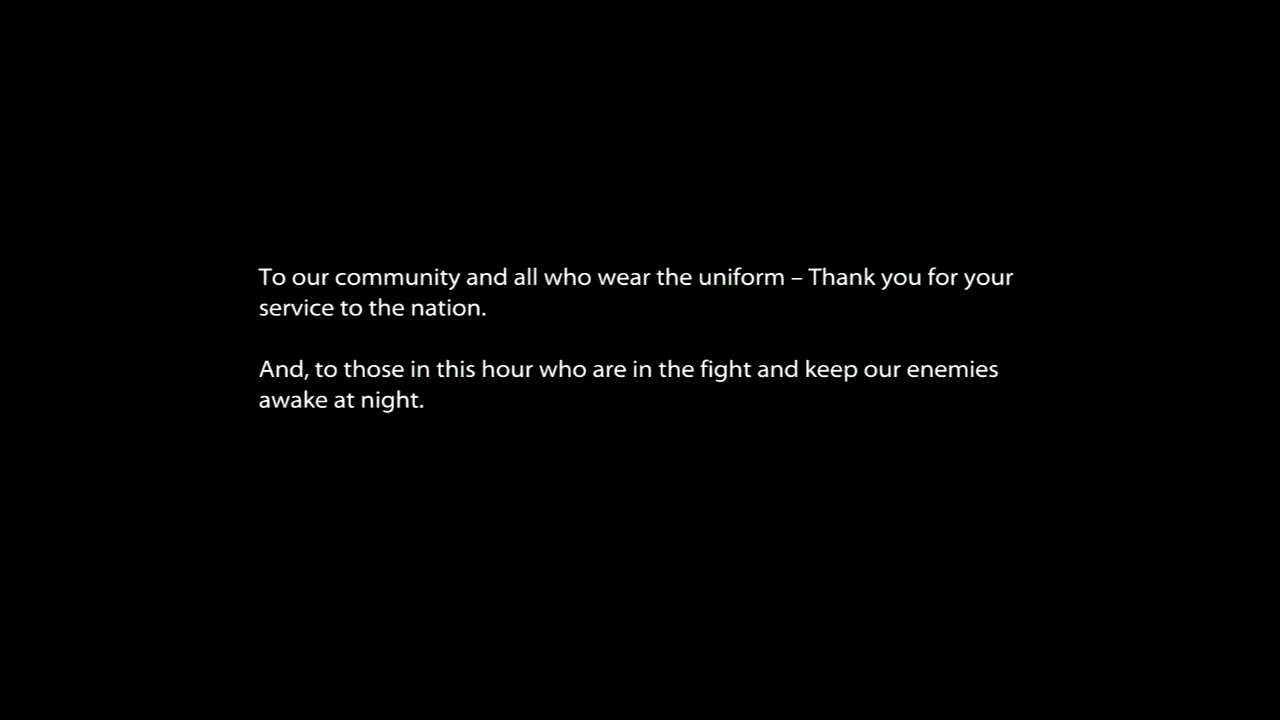 To our community and all who wear the uniform – Thank you for your
service to the nation.
And, to those in this hour who are in the fight and keep our enemies
awake at night.